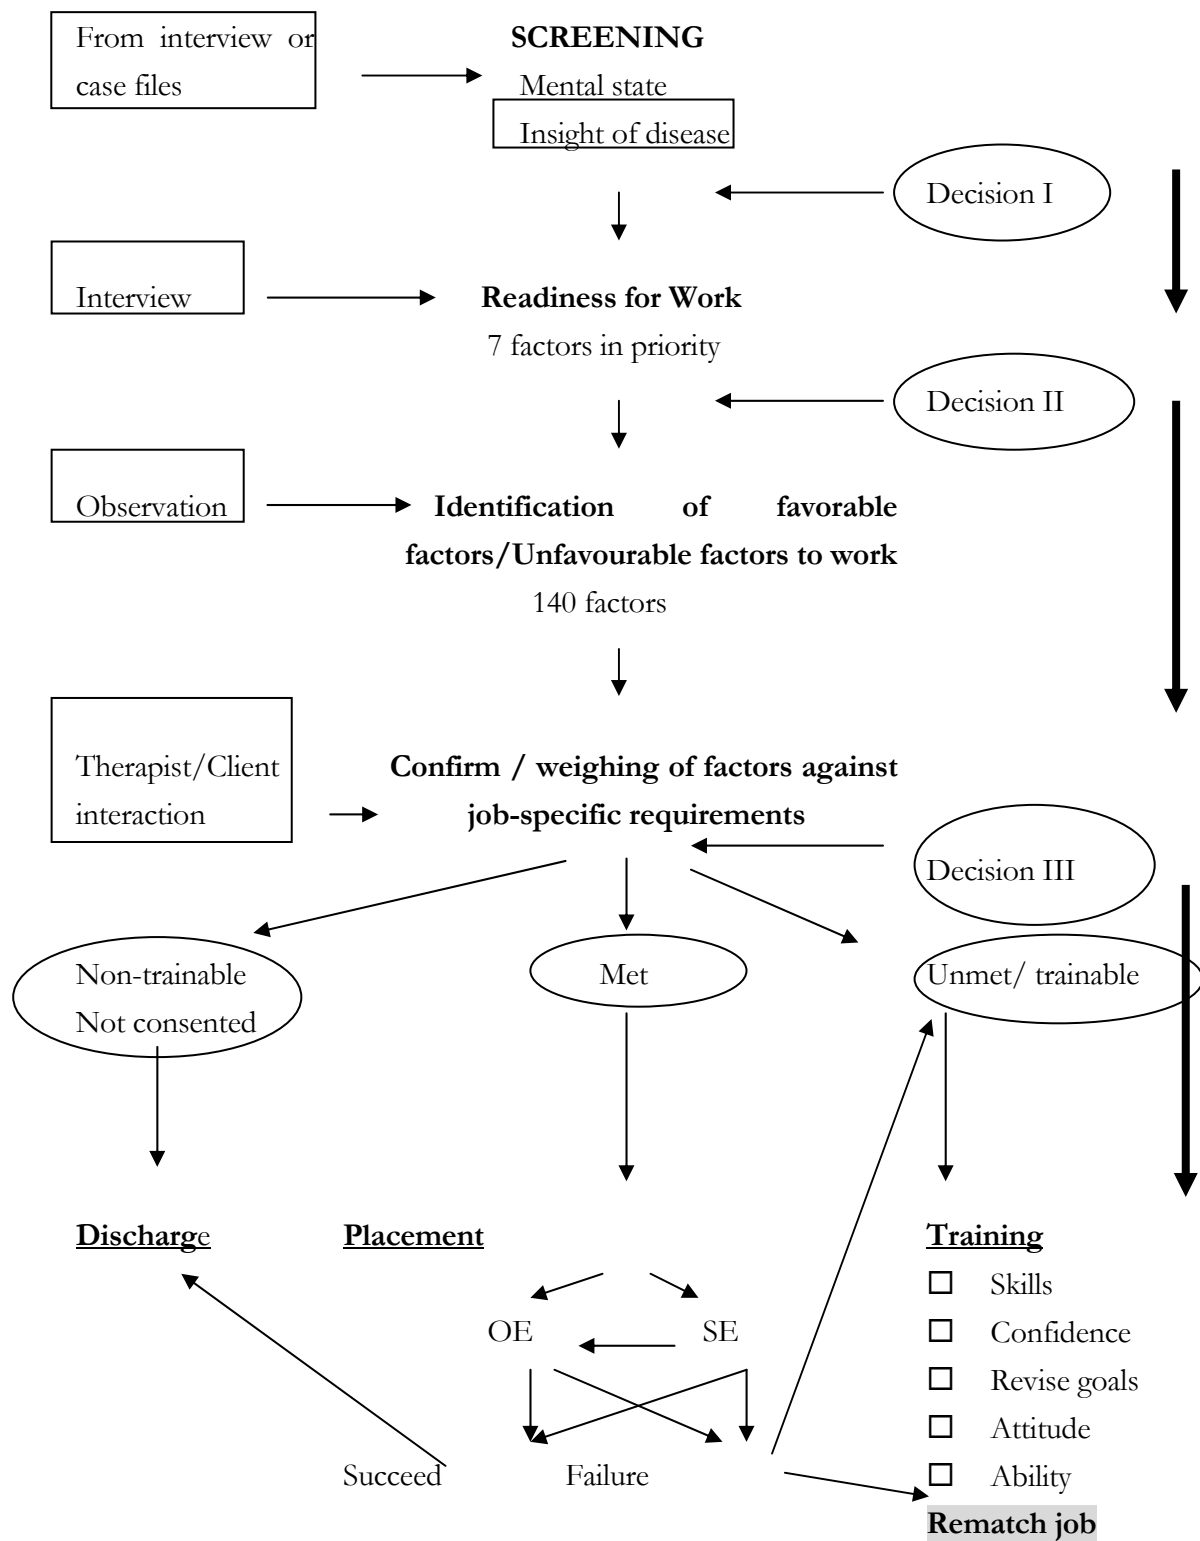 From interview or
case files
SCREENING
Mental state
Insight of disease
Decision I
Interview
Readiness for Work
7 factors in priority
Decision II
Observation
Identification of favorable
factors/Unfavourable factors to work
140 factors
Therapist/Client
interaction
Confirm / weighing of factors against
job-specific requirements
Decision III
Non-trainable
Not consented
Met
Unmet/ trainable
Discharge
Placement
Training
Skills
OE
SE
Confidence
Revise goals
Attitude
Succeed
Failure
Ability
Rematch job